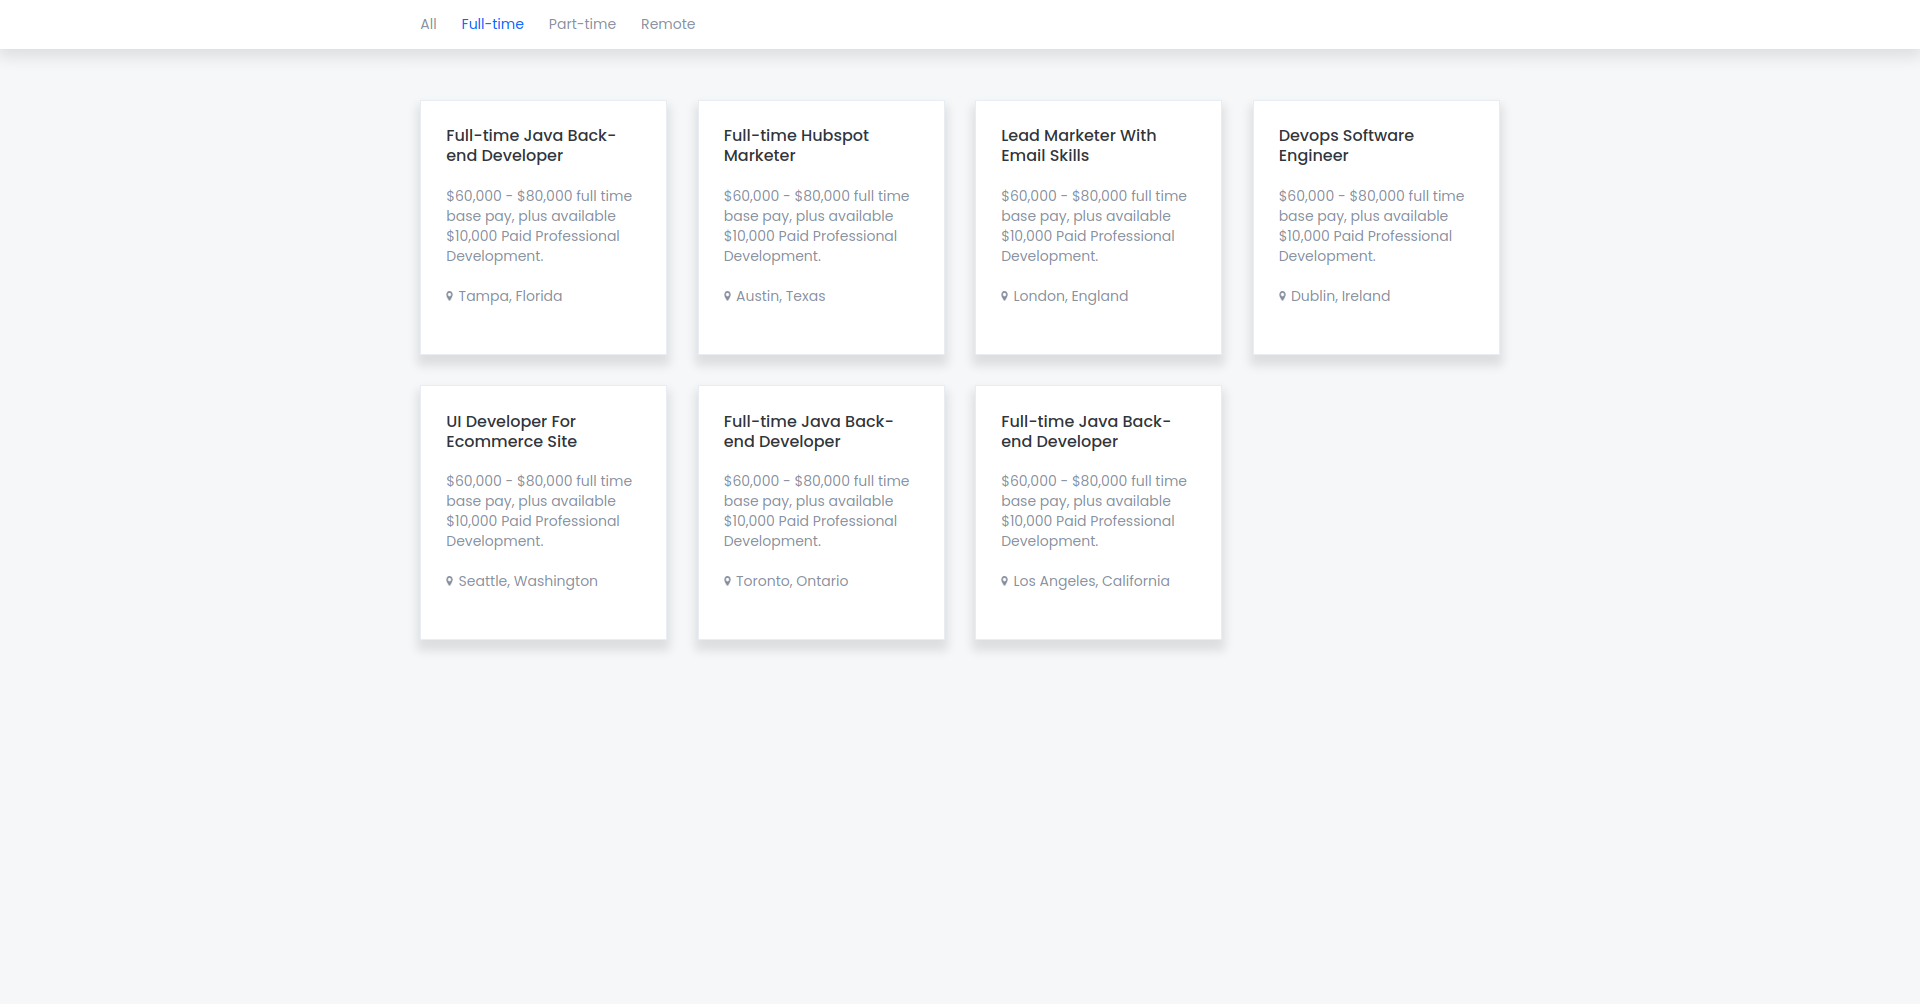 All Full-time Part-time Remote
Full-time Java Back-
end Developer
$60,000 - $80,000 full time
base pay, plus available
$10,000 Paid Professional
Development.
Tampa, Florida
Full-time Hubspot
Marketer
$60,000 - $80,000 full time
base pay, plus available
$10,000 Paid Professional
Development.
Austin, Texas
Lead Marketer With
Email Skills
$60,000 - $80,000 full time
base pay, plus available
$10,000 Paid Professional
Development.
London, England
Devops Software
Engineer
$60,000 - $80,000 full time
base pay, plus available
$10,000 Paid Professional
Development.
Dublin, Ireland
UI Developer For
Ecommerce Site
$60,000 - $80,000 full time
base pay, plus available
$10,000 Paid Professional
Development.
Seattle, Washington
Full-time Java Back-
end Developer
$60,000 - $80,000 full time
base pay, plus available
$10,000 Paid Professional
Development.
Toronto, Ontario
Full-time Java Back-
end Developer
$60,000 - $80,000 full time
base pay, plus available
$10,000 Paid Professional
Development.
Los Angeles, California